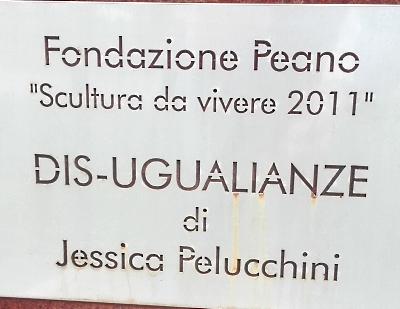 Fondazione Peano
"Scultura da vivere 2011"
DIS-UGUALIANZE
di
Jessica Pelucchini